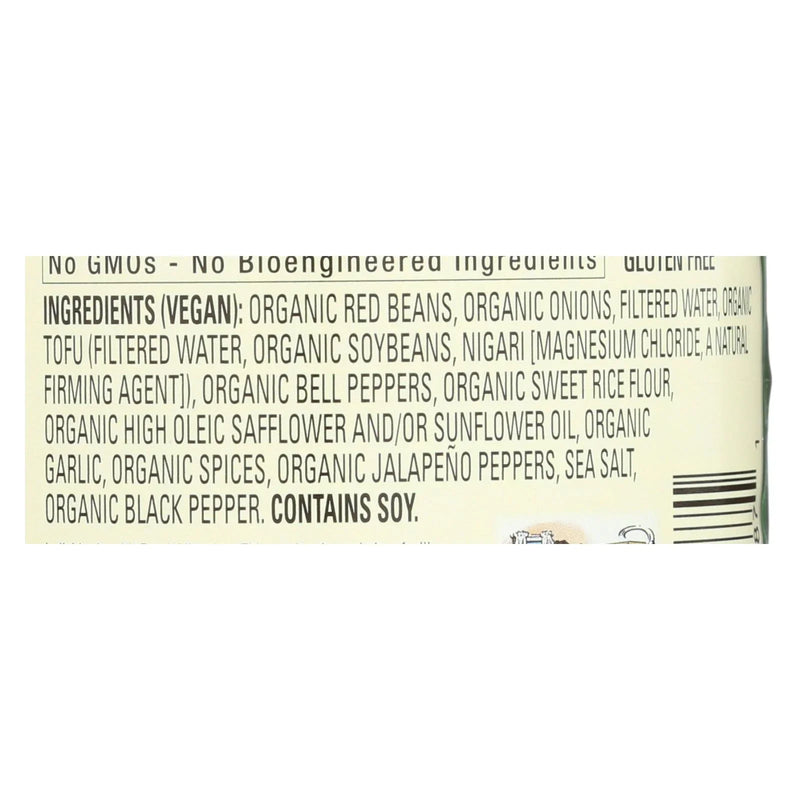 No GMOs - No Bioengineered Ingredients GLUTEN FREE
INGREDIENTS (VEGAN): ORGANIC RED BEANS, ORGANIC ONIONS, FILTERED WATER, ORGANIC
TOFU (FILTERED WATER, ORGANIC SOYBEANS, NIGARI [MAGNESIUM CHLORIDE, A NATURAL
FIRMING AGENT]), ORGANIC BELL PEPPERS, ORGANIC SWEET RICE FLOUR,
ORGANIC HIGH OLEIC SAFFLOWER AND/OR SUNFLOWER OIL, ORGANIC
GARLIC, ORGANIC SPICES, ORGANIC JALAPEÑO PEPPERS, SEA SALT,
ORGANIC BLACK PEPPER. CONTAINS SOY.